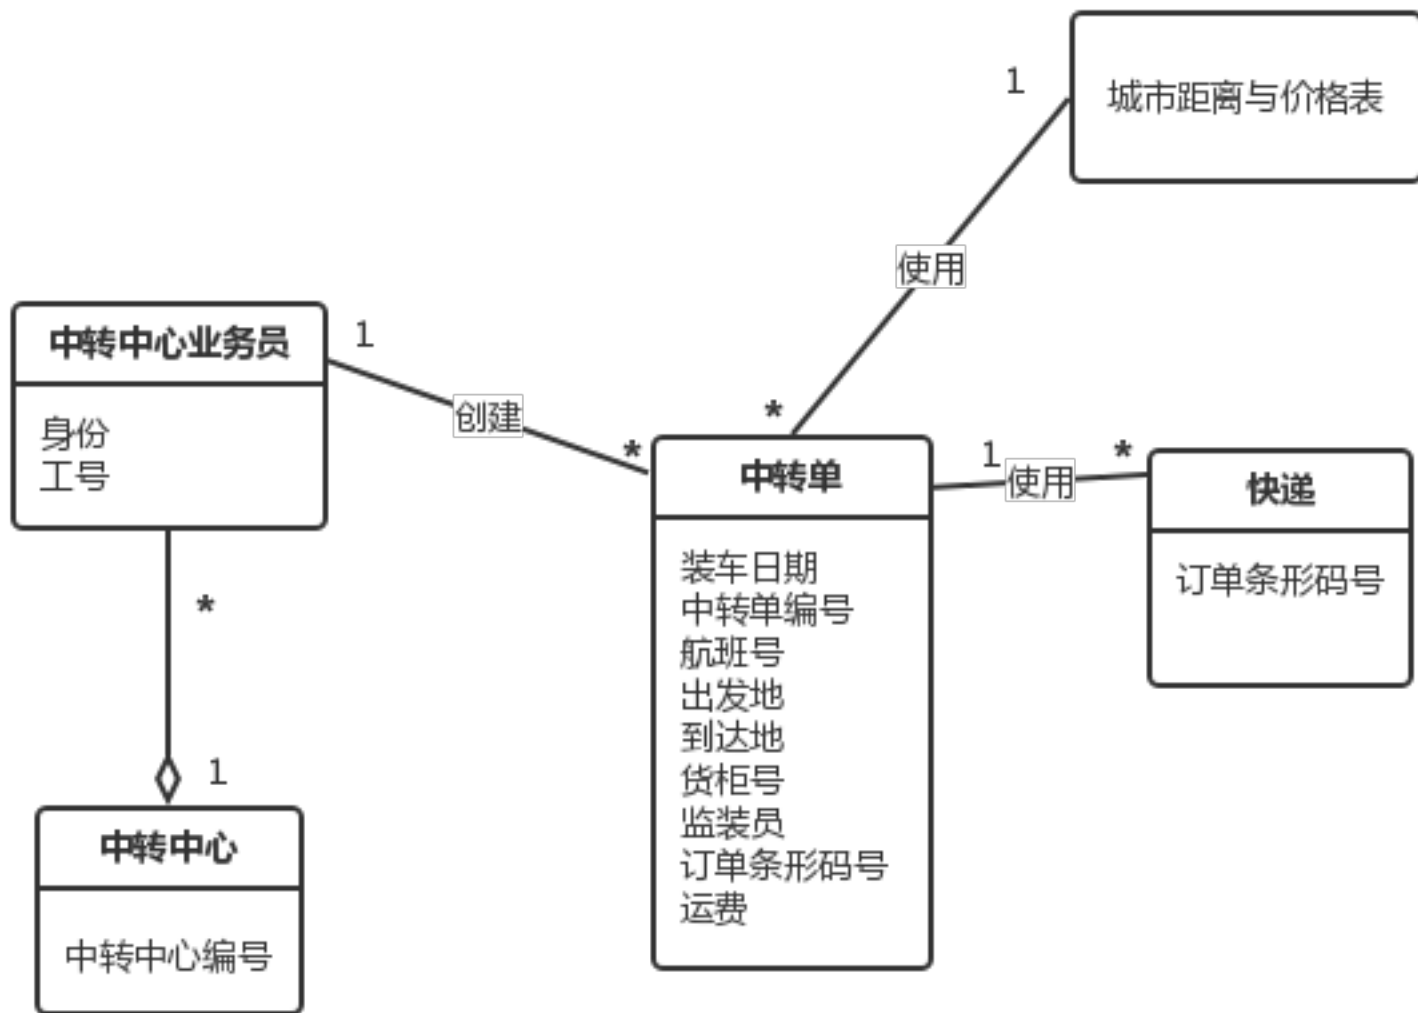 1
城市距离与价格表
使用
中转中心业务员
1
身份
工号
创建
*
*
中转单
1
使用
*
快递
订单条形码号
装车日期
中转单编号
航班号
出发地
到达地
货柜号
监装员
订单条形码号
运费
*
1
中转中心
中转中心编号